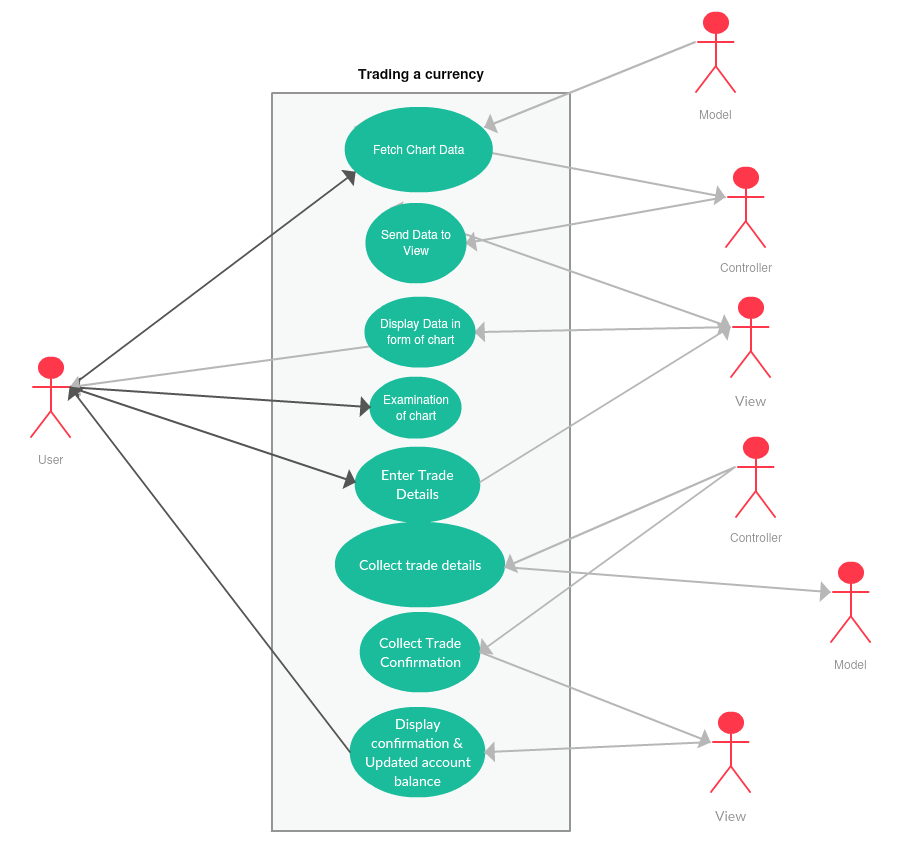 Trading a currency
Model
Fetch Chart Data
Controller
Send Data to
View
Display Data in
form of chart
View
Examination
of chart
User
Enter Trade
Details
Controller
Collect trade details
Collect Trade
Confirmation
Model
Display
confirmation &
Updated account
balance
View